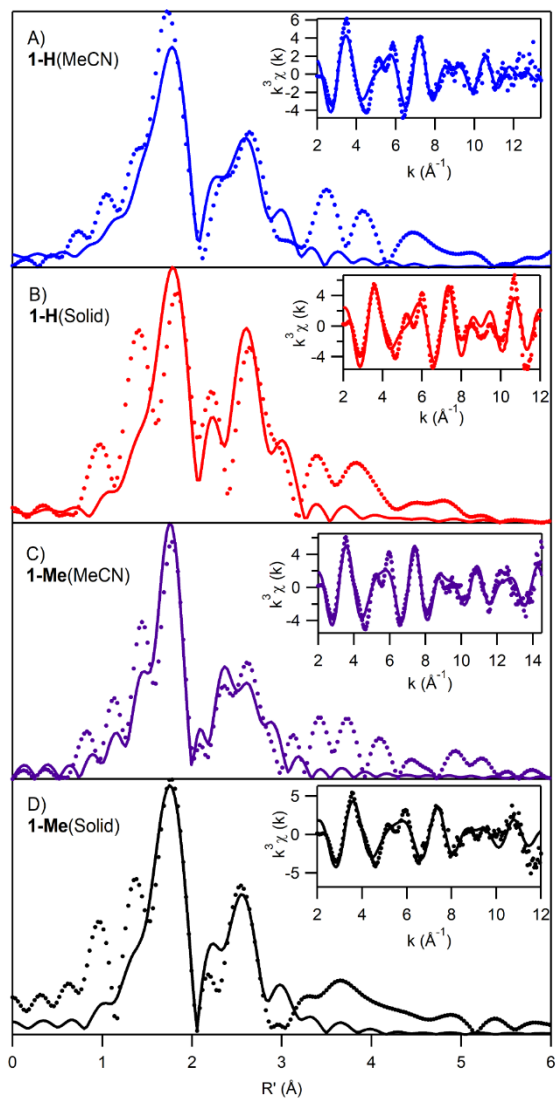 A)
1-H(MeCN)
k³χ (k)
6
4
2
0
-2
-4
2 4 6 8 10 12
k (Å⁻¹)
B)
1-H(Solid)
k³χ (k)
4
0
-4
2 4 6 8 10 12
k (Å⁻¹)
C)
1-Me(MeCN)
k³χ (k)
4
0
-4
2 4 6 8 10 12 14
k (Å⁻¹)
D)
1-Me(Solid)
k³χ (k)
5
0
-5
2 4 6 8 10 12
k (Å⁻¹)
0 1 2 3 4 5 6
R' (Å)